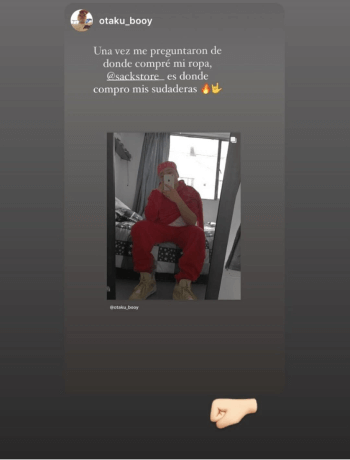 otaku_booy
Una vez me preguntaron de
donde compré mi ropa,
@sackstore_ es donde
compro mis sudaderas 🔥🤟
@otaku_booy